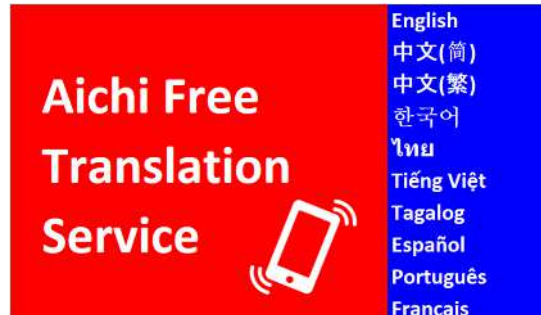 Aichi Free
Translation
Service
English
中文(简)
中文(繁)
한국어
ไทย
Tiếng Việt
Tagalog
Español
Português
Français